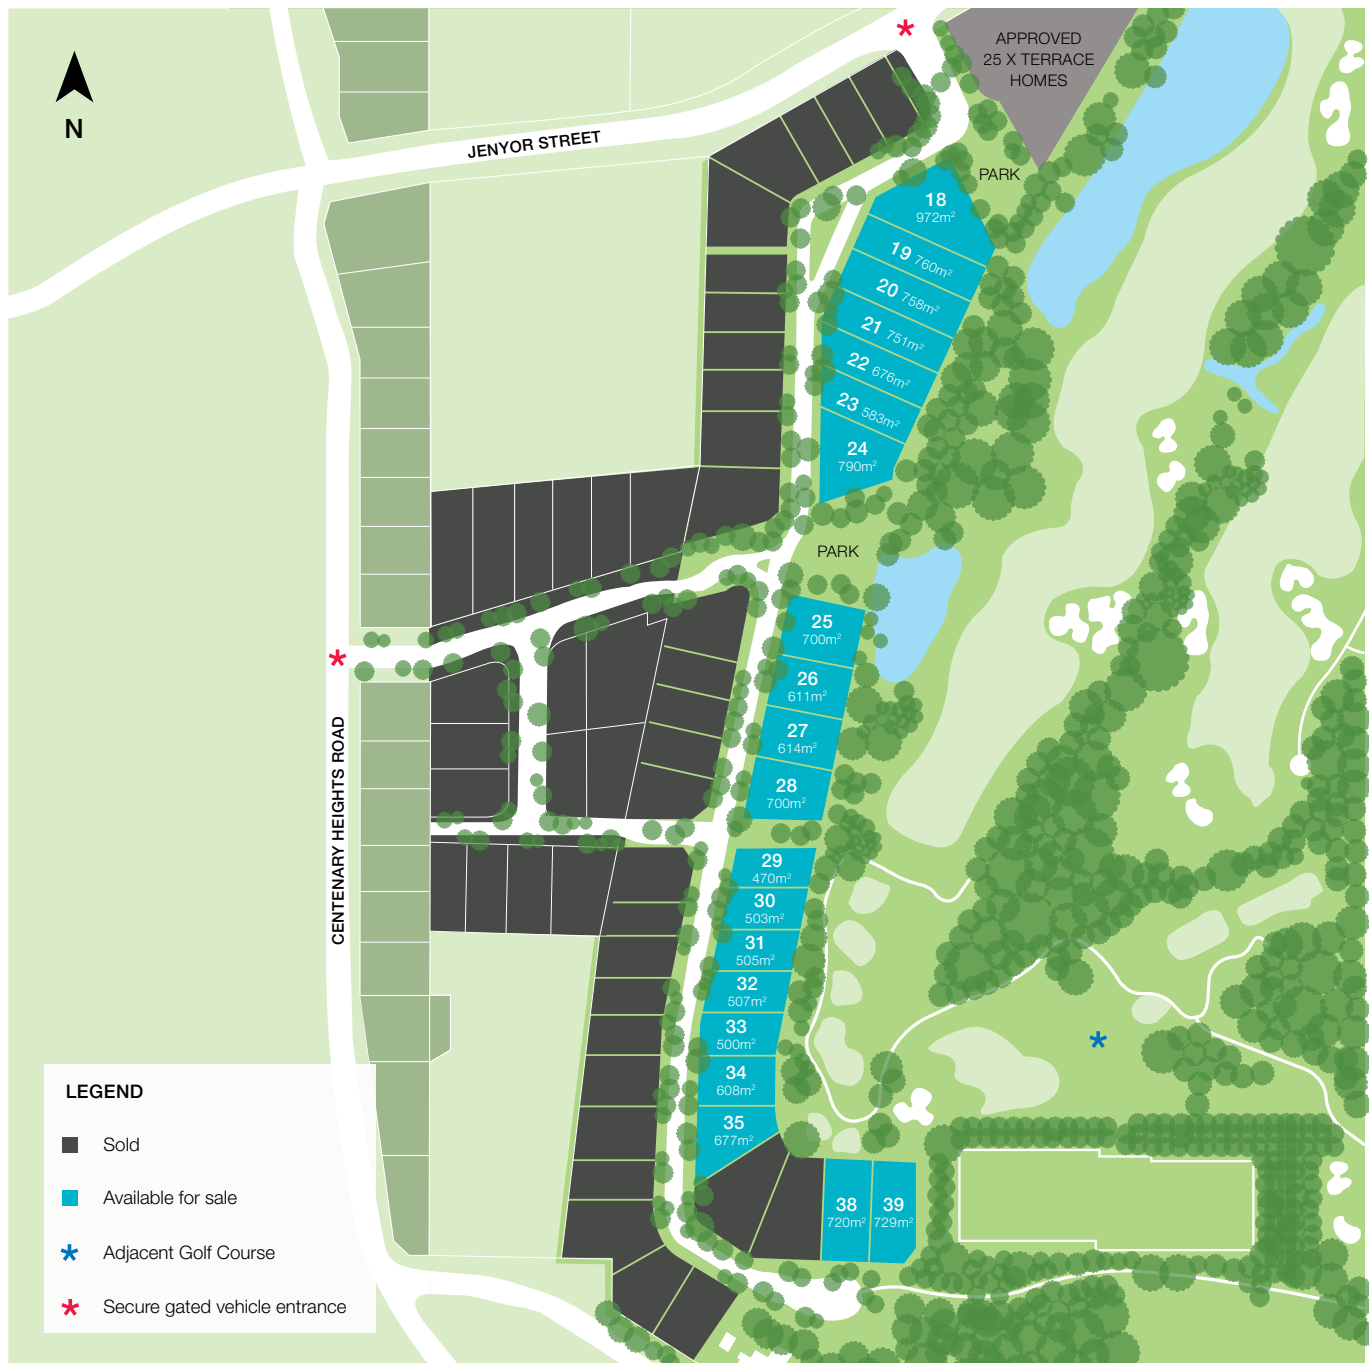 APPROVED
25 X TERRACE
HOMES
N
JENYOR STREET
PARK
18
972m²
19 760m²
20 758m²
21 751m²
22 676m²
23 583m²
24
790m²
PARK
25
700m²
26
611m²
27
614m²
28
700m²
CENTENARY HEIGHTS ROAD
29
470m²
30
503m²
31
505m²
32
507m²
33
500m²
34
608m²
35
677m²
38
720m²
39
729m²
LEGEND
Sold
Available for sale
Adjacent Golf Course
Secure gated vehicle entrance